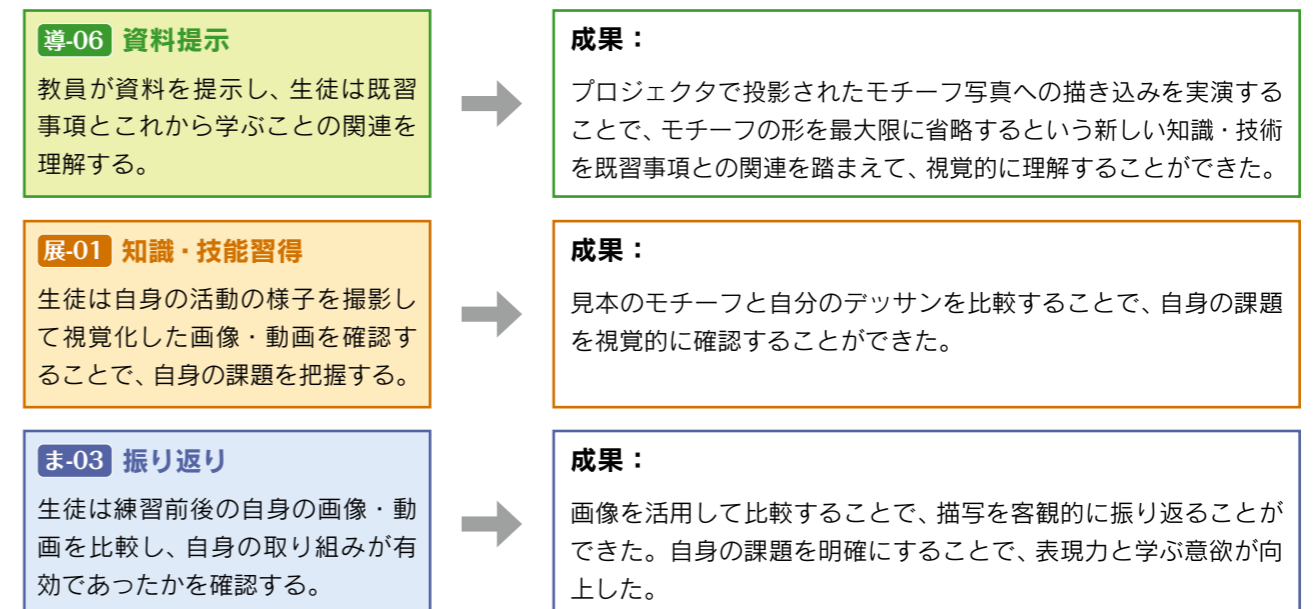 導-06 資料提示
教員が資料を提示し、生徒は既習
事項とこれから学ぶことの関連を
理解する。
成果：
プロジェクタで投影されたモチーフ写真への描き込みを実演する
ことで、モチーフの形を最大限に省略するという新しい知識・技術
を既習事項との関連を踏まえて、視覚的に理解することができた。
展-01 知識・技能習得
生徒は自身の活動の様子を撮影し
て視覚化した画像・動画を確認す
ることで、自身の課題を把握する。
成果：
見本のモチーフと自分のデッサンを比較することで、自身の課題
を視覚的に確認することができた。
ま-03 振り返り
生徒は練習前後の自身の画像・動
画を比較し、自身の取り組みが有
効であったかを確認する。
成果：
画像を活用して比較することで、描写を客観的に振り返ることが
できた。自身の課題を明確にすることで、表現力と学ぶ意欲が向
上した。